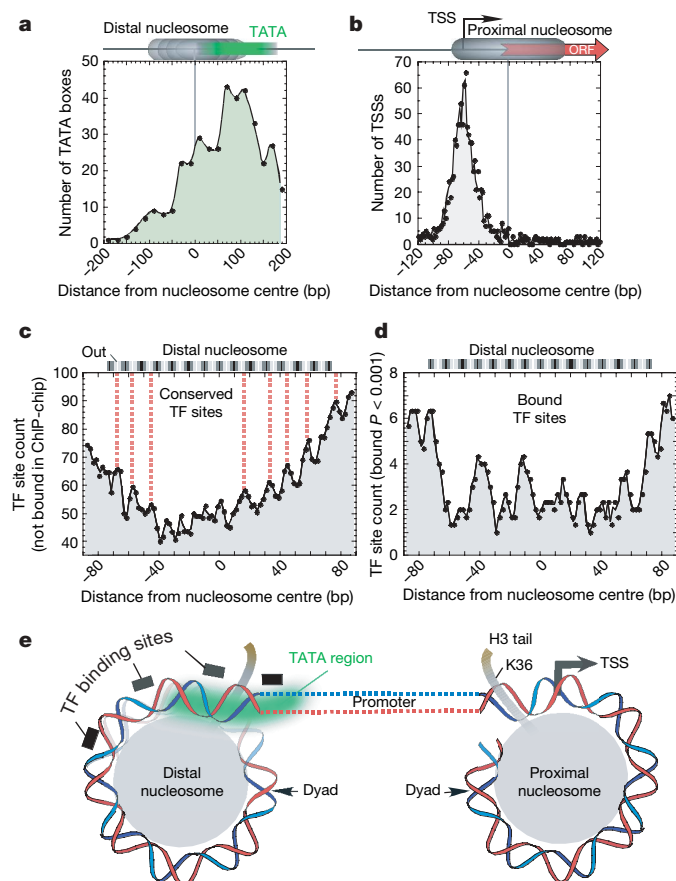 a
Distal nucleosome
TATA
Number of TATA boxes
50
40
30
20
10
0
–200
–100
0
100
200
Distance from nucleosome centre (bp)
b
TSS
Proximal nucleosome
ORF
Number of TSSs
70
60
50
40
30
20
10
0
–120
–80
–40
0
40
80
120
Distance from nucleosome centre (bp)
c
Out
Distal nucleosome
Conserved
TF sites
TF site count
(not bound in ChIP-chip)
100
90
80
70
60
50
40
–80
–40
0
40
80
Distance from nucleosome centre (bp)
d
Distal nucleosome
Bound
TF sites
TF site count (bound P < 0.001)
8
6
4
2
0
–80
–40
0
40
80
Distance from nucleosome centre (bp)
e
TF binding sites
TATA region
H3 tail
K36
TSS
Promoter
Distal
nucleosome
Dyad
Dyad
Proximal
nucleosome